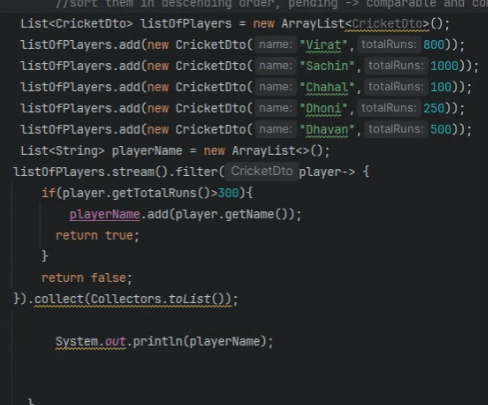 //sort them in descending order, pending -> comparable and
List<CricketDto> listOfPlayers = new ArrayList<CricketDto>();
listOfPlayers.add(new CricketDto( name: "Virat", totalRuns: 800));
listOfPlayers.add(new CricketDto( name: "Sachin", totalRuns: 1000));
listOfPlayers.add(new CricketDto( name: "Chahal", totalRuns: 100));
listOfPlayers.add(new CricketDto( name: "Dhoni", totalRuns: 250));
listOfPlayers.add(new CricketDto( name: "Dhavan", totalRuns: 500));
List<String> playerName = new ArrayList<>();
listOfPlayers.stream().filter( CricketDto player-> {
if(player.getTotalRuns()>300){
playerName.add(player.getName());
return true;
}
return false;
}).collect(Collectors.toList());
System.out.println(playerName);
}